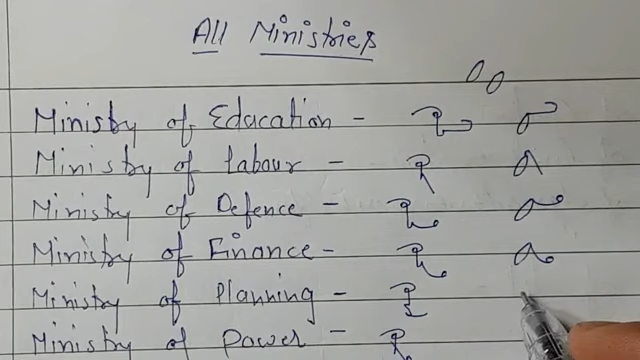 All Ministries
Ministry of Education -
Ministry of Labour -
Ministry of Defence -
Ministry of Finance -
Ministry of Planning -
Ministry of Power -